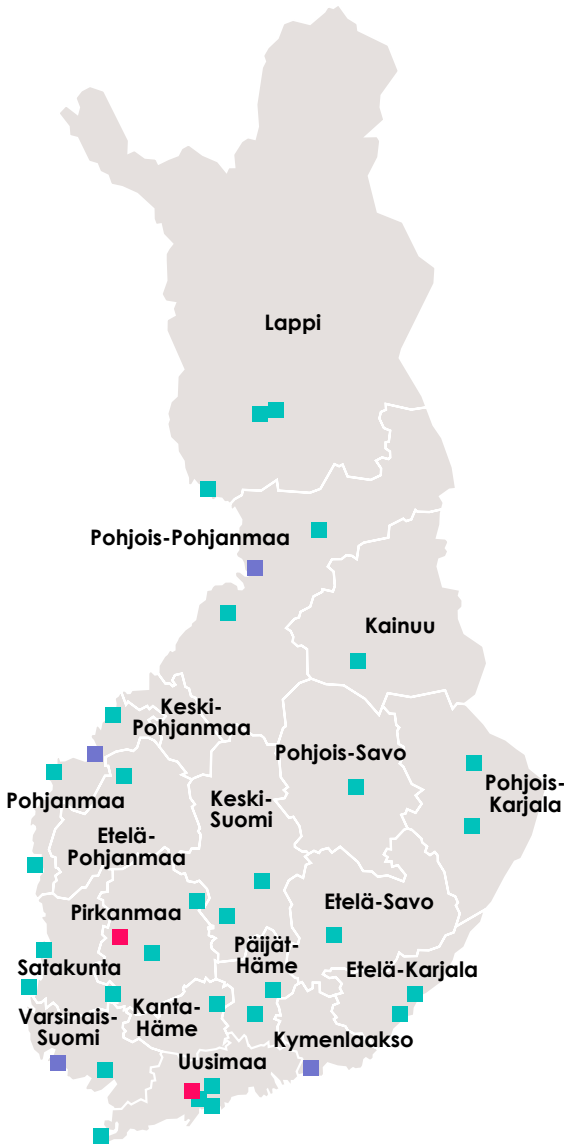 Lappi
Pohjois-Pohjanmaa
Kainuu
Keski-
Pohjanmaa
Pohjois-Savo
Pohjois-
Karjala
Pohjanmaa
Keski-
Suomi
Etelä-
Pohjanmaa
Pirkanmaa
Etelä-Savo
Päijät-
Häme
Satakunta
Etelä-Karjala
Kanta-
Häme
Varsinais-
Suomi
Kymenlaakso
Uusimaa